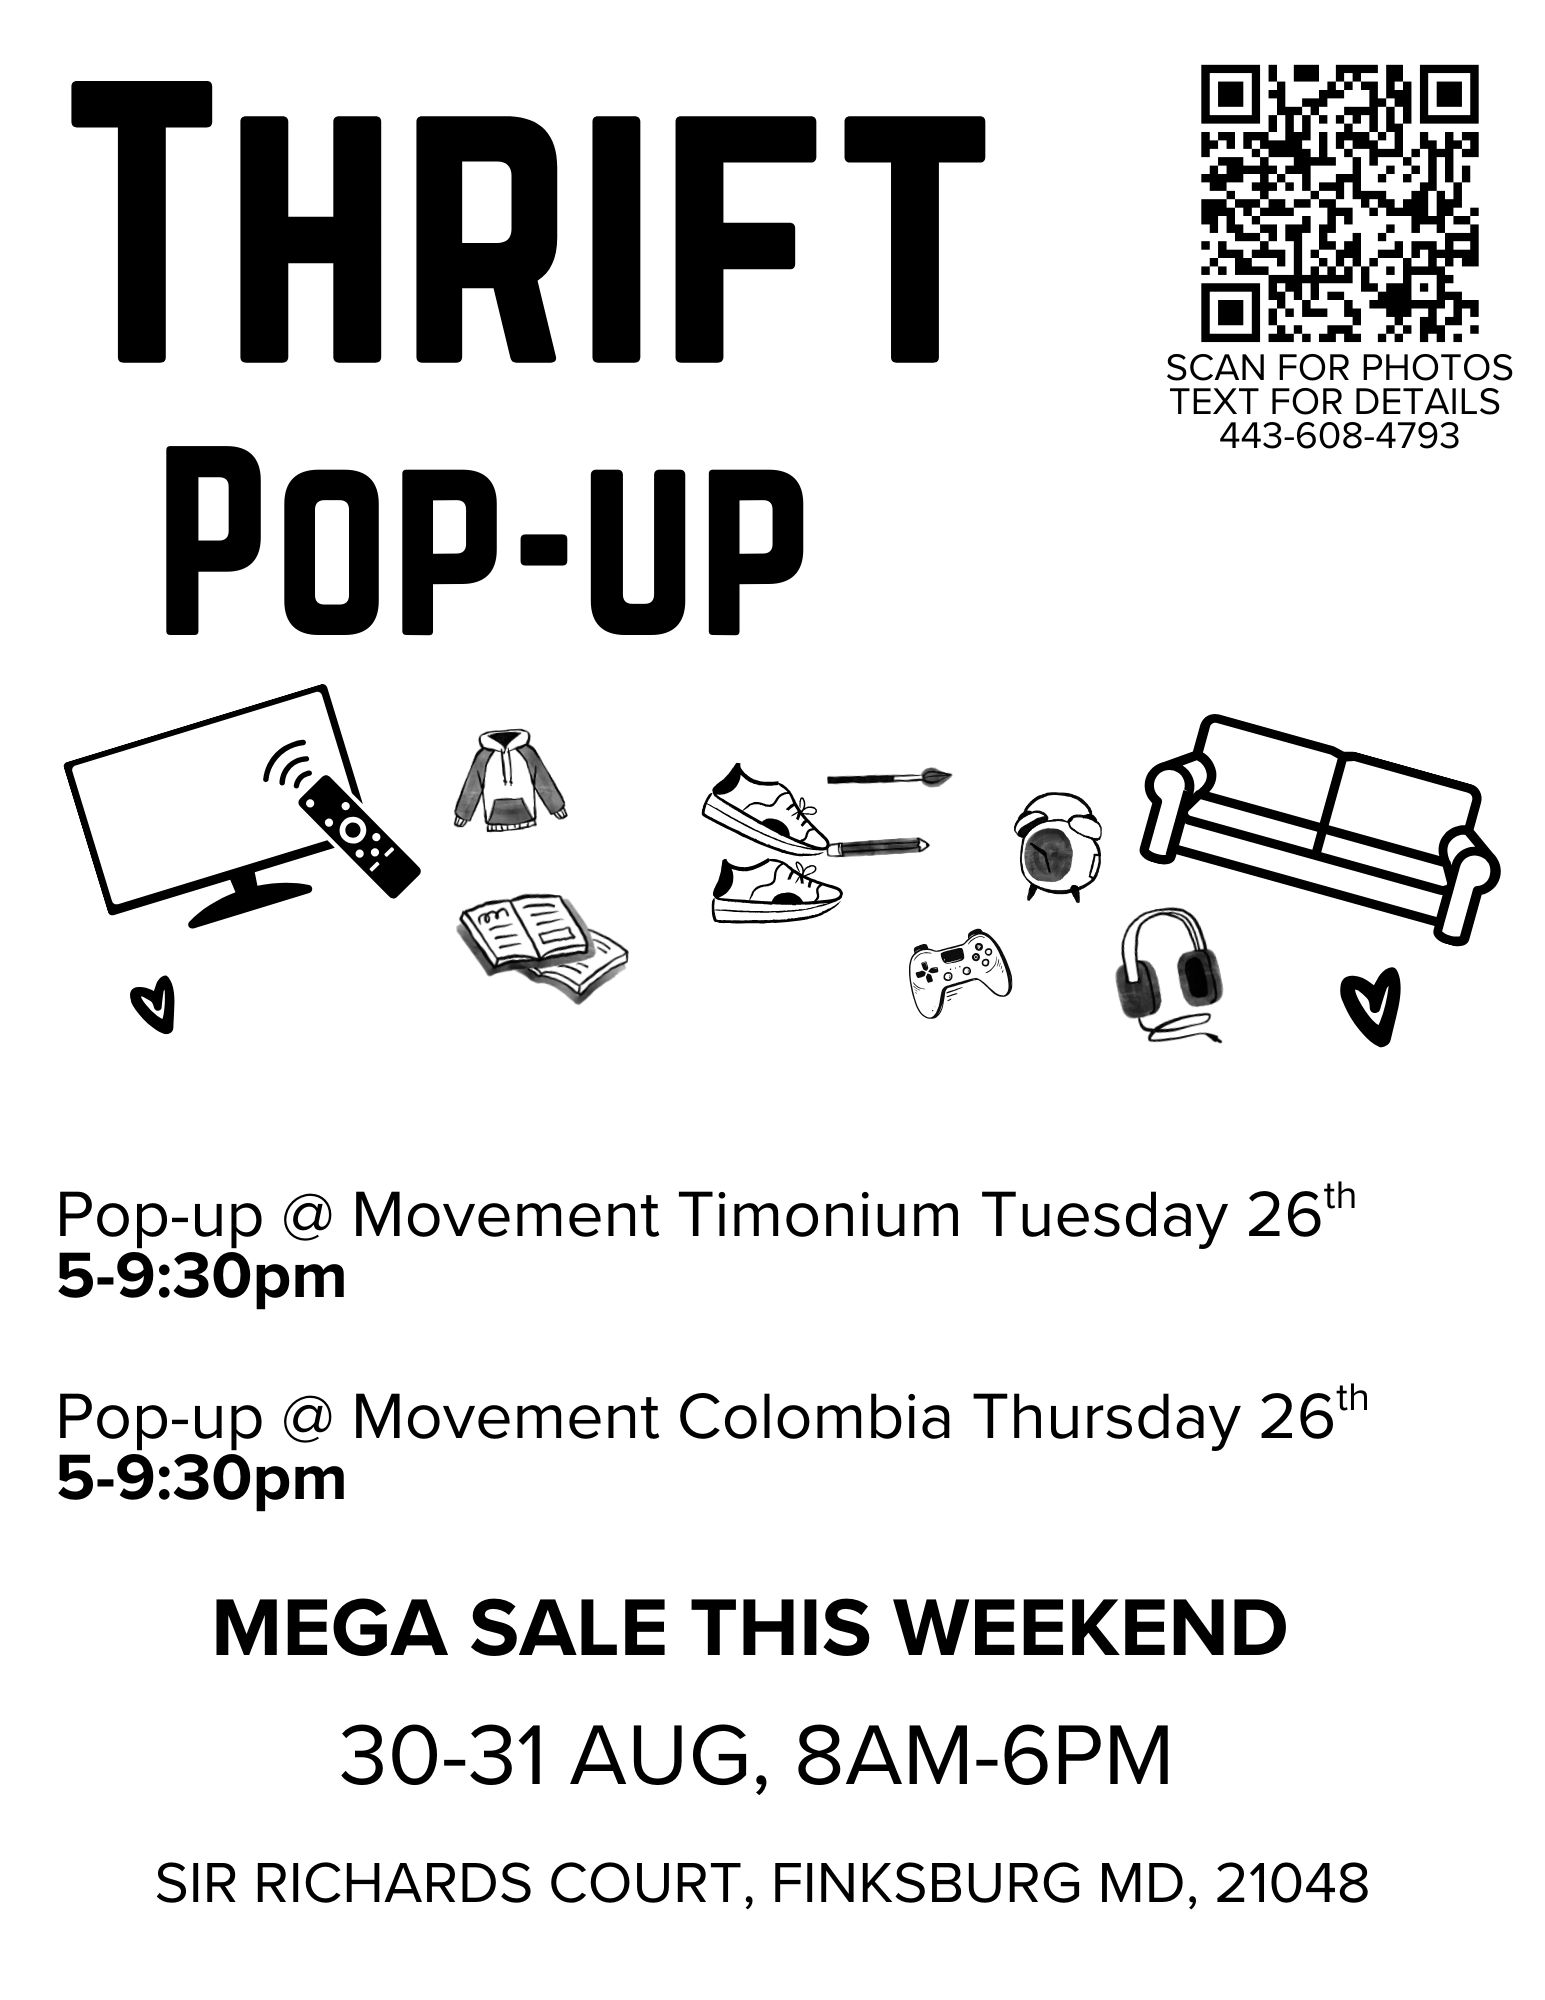 THRIFT
POP-UP
SCAN FOR PHOTOS
TEXT FOR DETAILS
443-608-4793
Pop-up @ Movement Timonium Tuesday 26th
5-9:30pm
Pop-up @ Movement Colombia Thursday 26th
5-9:30pm
MEGA SALE THIS WEEKEND
30-31 AUG, 8AM-6PM
SIR RICHARDS COURT, FINKSBURG MD, 21048